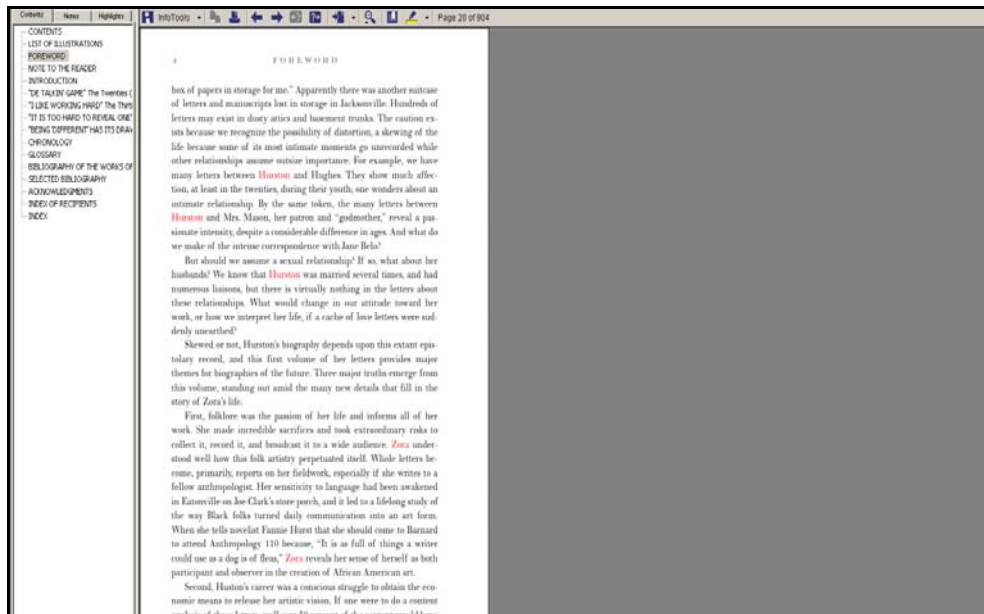 Contents Notes Highlights
InfoTools
Page 20 of 904
CONTENTS
LIST OF ILLUSTRATIONS
FOREWORD
NOTE TO THE READER
INTRODUCTION
"DE TALKIN' GAME" The Twenties (
"I LIKE WORKING HARD" The Thirti
"IT IS TOO HARD TO REVEAL ONE'
"BEING 'DIFFERENT' HAS ITS DRAW
CHRONOLOGY
GLOSSARY
BIBLIOGRAPHY OF THE WORKS OF
SELECTED BIBLIOGRAPHY
ACKNOWLEDGMENTS
INDEX OF RECIPIENTS
INDEX
4 FOREWORD
box of papers in storage for me." Apparently there was another suitcase
of letters and manuscripts lost in storage in Jacksonville. Hundreds of
letters may exist in dusty attics and basement trunks. The caution ex-
ists because we recognize the possibility of distortion, a skewing of the
life because some of its most intimate moments go unrecorded while
other relationships assume outsize importance. For example, we have
many letters between Hurston and Hughes. They show much affec-
tion, at least in the twenties, during their youth; one wonders about an
intimate relationship. By the same token, the many letters between
Hurston and Mrs. Mason, her patron and "godmother," reveal a pas-
sionate intensity, despite a considerable difference in ages. And what do
we make of the intense correspondence with Jane Belo?
But should we assume a sexual relationship? If so, what about her
husbands? We know that Hurston was married several times, and had
numerous liaisons, but there is virtually nothing in the letters about
these relationships. What would change in our attitude toward her
work, or how we interpret her life, if a cache of love letters were sud-
denly unearthed?
Skewed or not, Hurston's biography depends upon this extant epis-
tolary record, and this first volume of her letters provides major
themes for biographies of the future. Three major truths emerge from
this volume, standing out amid the many new details that fill in the
story of Zora's life.
First, folklore was the passion of her life and informs all of her
work. She made incredible sacrifices and took extraordinary risks to
collect it, record it, and broadcast it to a wide audience. Zora under-
stood well how this folk artistry perpetuated itself. Whole letters be-
come, primarily, reports on her fieldwork, especially if she writes to a
fellow anthropologist. Her sensitivity to language had been awakened
in Eatonville on Joe Clark's store porch, and it led to a lifelong study of
the way Black folks turned daily communication into an art form.
When she tells novelist Fannie Hurst that she should come to Barnard
to attend Anthropology 110 because, "It is as full of things a writer
could use as a dog is of fleas," Zora reveals her sense of herself as both
participant and observer in the creation of African American art.
Second, Huston's career was a conscious struggle to obtain the eco-
nomic means to release her artistic vision. If one were to do a content